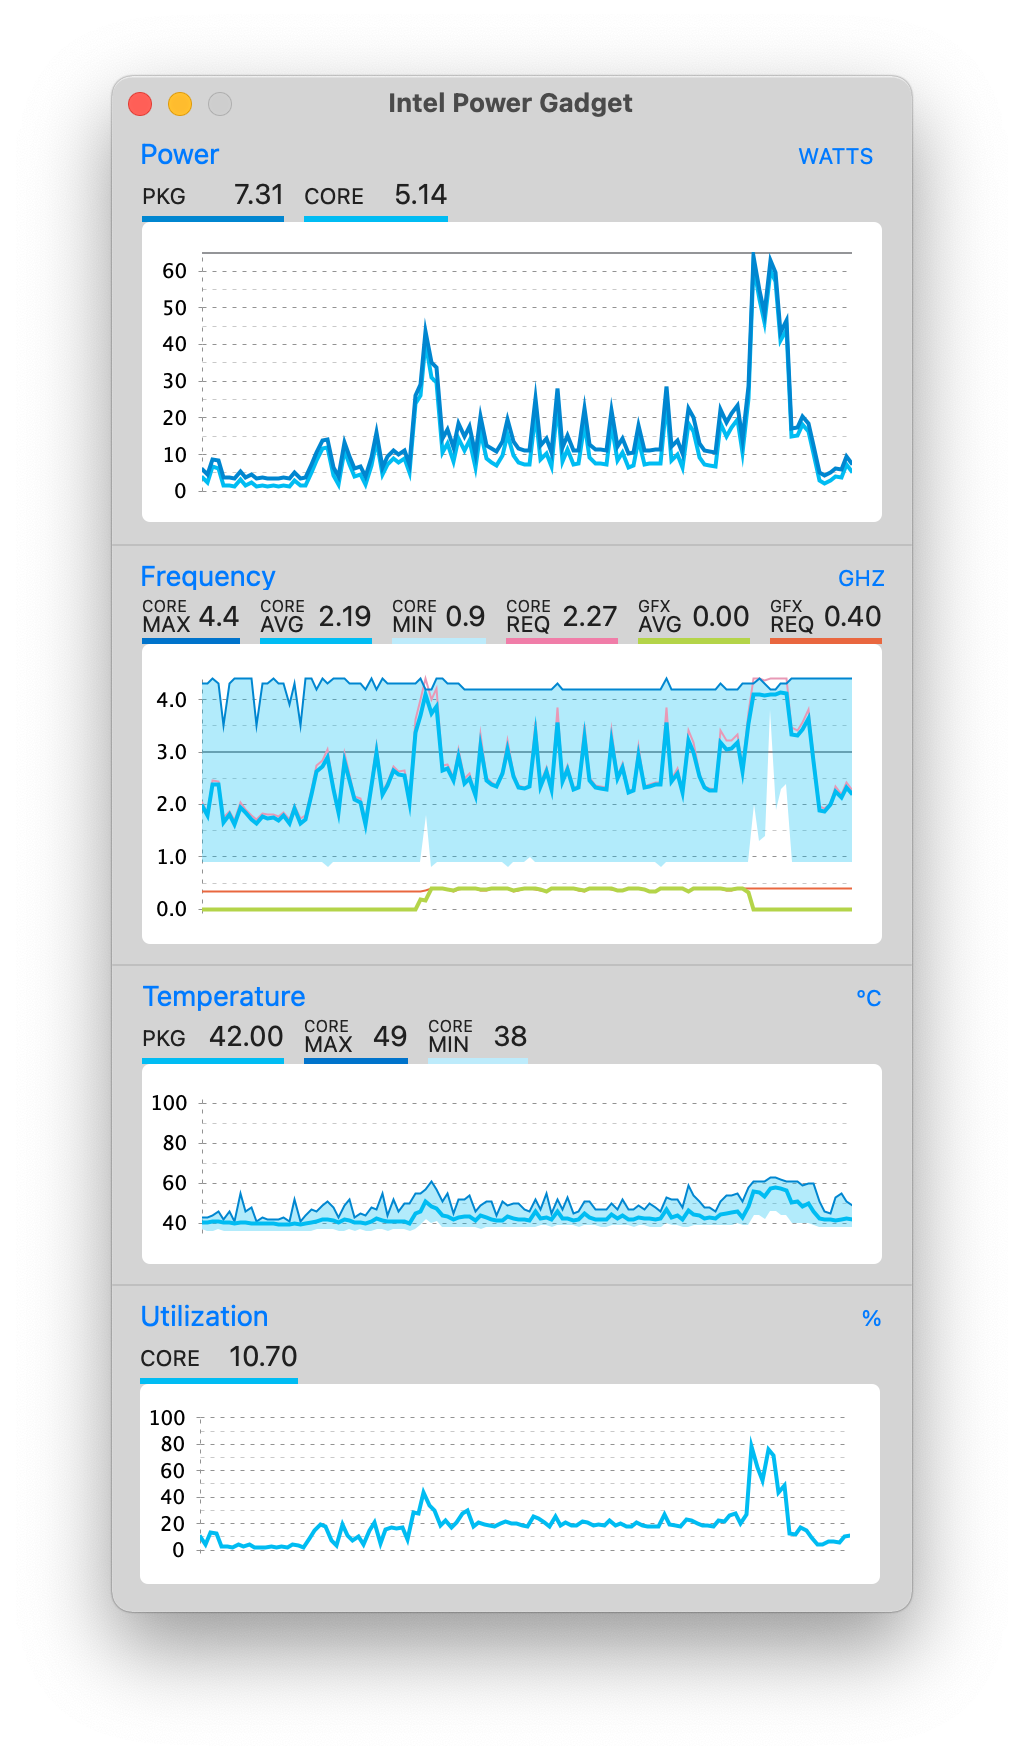 Intel Power Gadget
Power WATTS
PKG 7.31 CORE 5.14
60
50
40
30
20
10
0
Frequency GHZ
CORE MAX 4.4 CORE AVG 2.19 CORE MIN 0.9 CORE REQ 2.27 GFX AVG 0.00 GFX REQ 0.40
4.0
3.0
2.0
1.0
0.0
Temperature °C
PKG 42.00 CORE MAX 49 CORE MIN 38
100
80
60
40
Utilization %
CORE 10.70
100
80
60
40
20
0